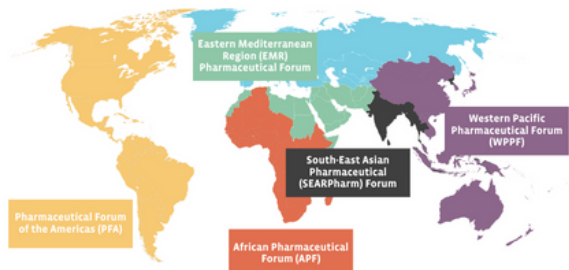 Eastern Mediterranean
Region (EMR)
Pharmaceutical Forum
Western Pacific
Pharmaceutical Forum
(WPPF)
South-East Asian
Pharmaceutical
(SEARPharm) Forum
Pharmaceutical Forum
of the Americas (PFA)
African Pharmaceutical
Forum (APF)